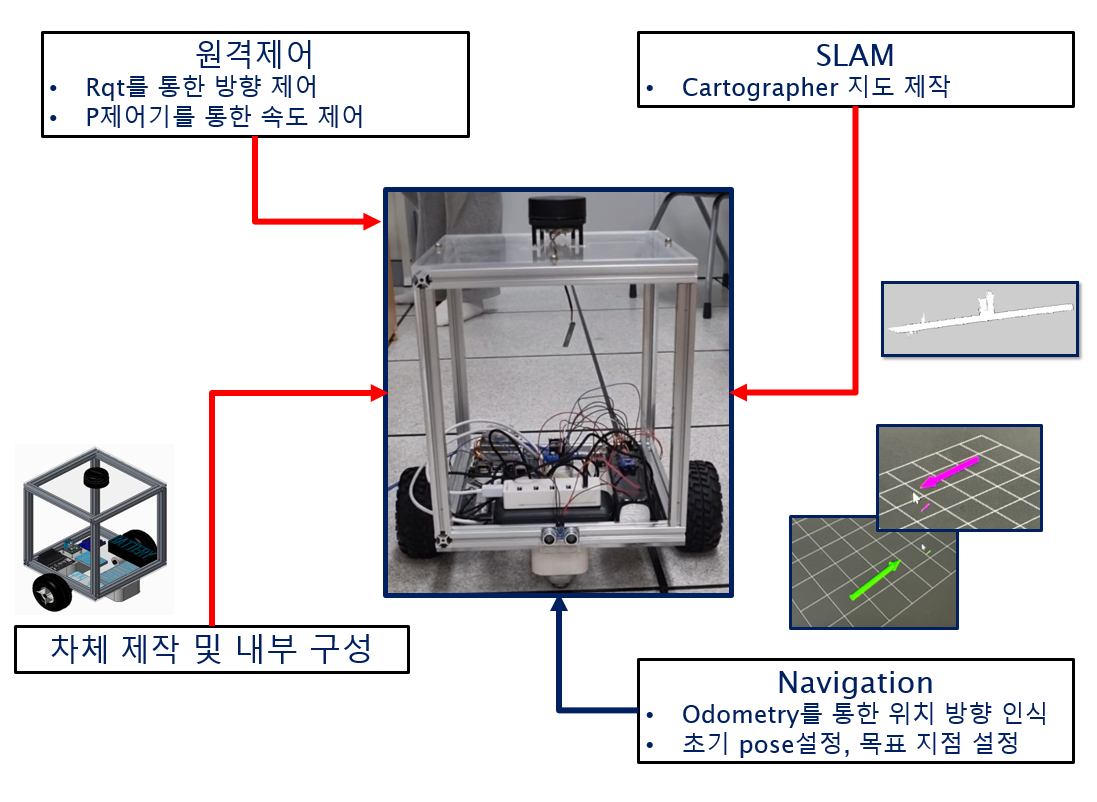 원격제어
• Rqt를 통한 방향 제어
• P제어기를 통한 속도 제어
SLAM
• Cartographer 지도 제작
BATTERY
차체 제작 및 내부 구성
Navigation
• Odometry를 통한 위치 방향 인식
• 초기 pose설정, 목표 지점 설정